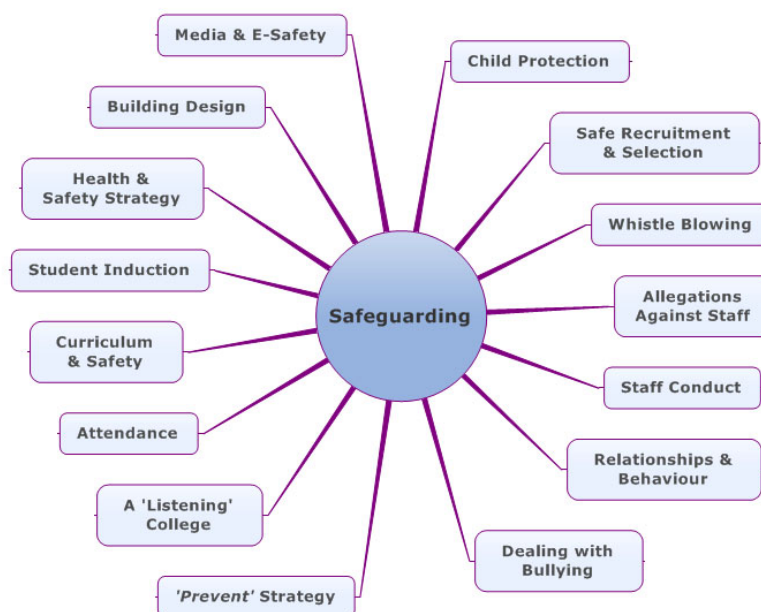 Media & E-Safety
Child Protection
Building Design
Safe Recruitment
& Selection
Health &
Safety Strategy
Whistle Blowing
Student Induction
Allegations
Against Staff
Safeguarding
Curriculum
& Safety
Staff Conduct
Attendance
Relationships &
Behaviour
A 'Listening'
College
Dealing with
Bullying
'Prevent' Strategy